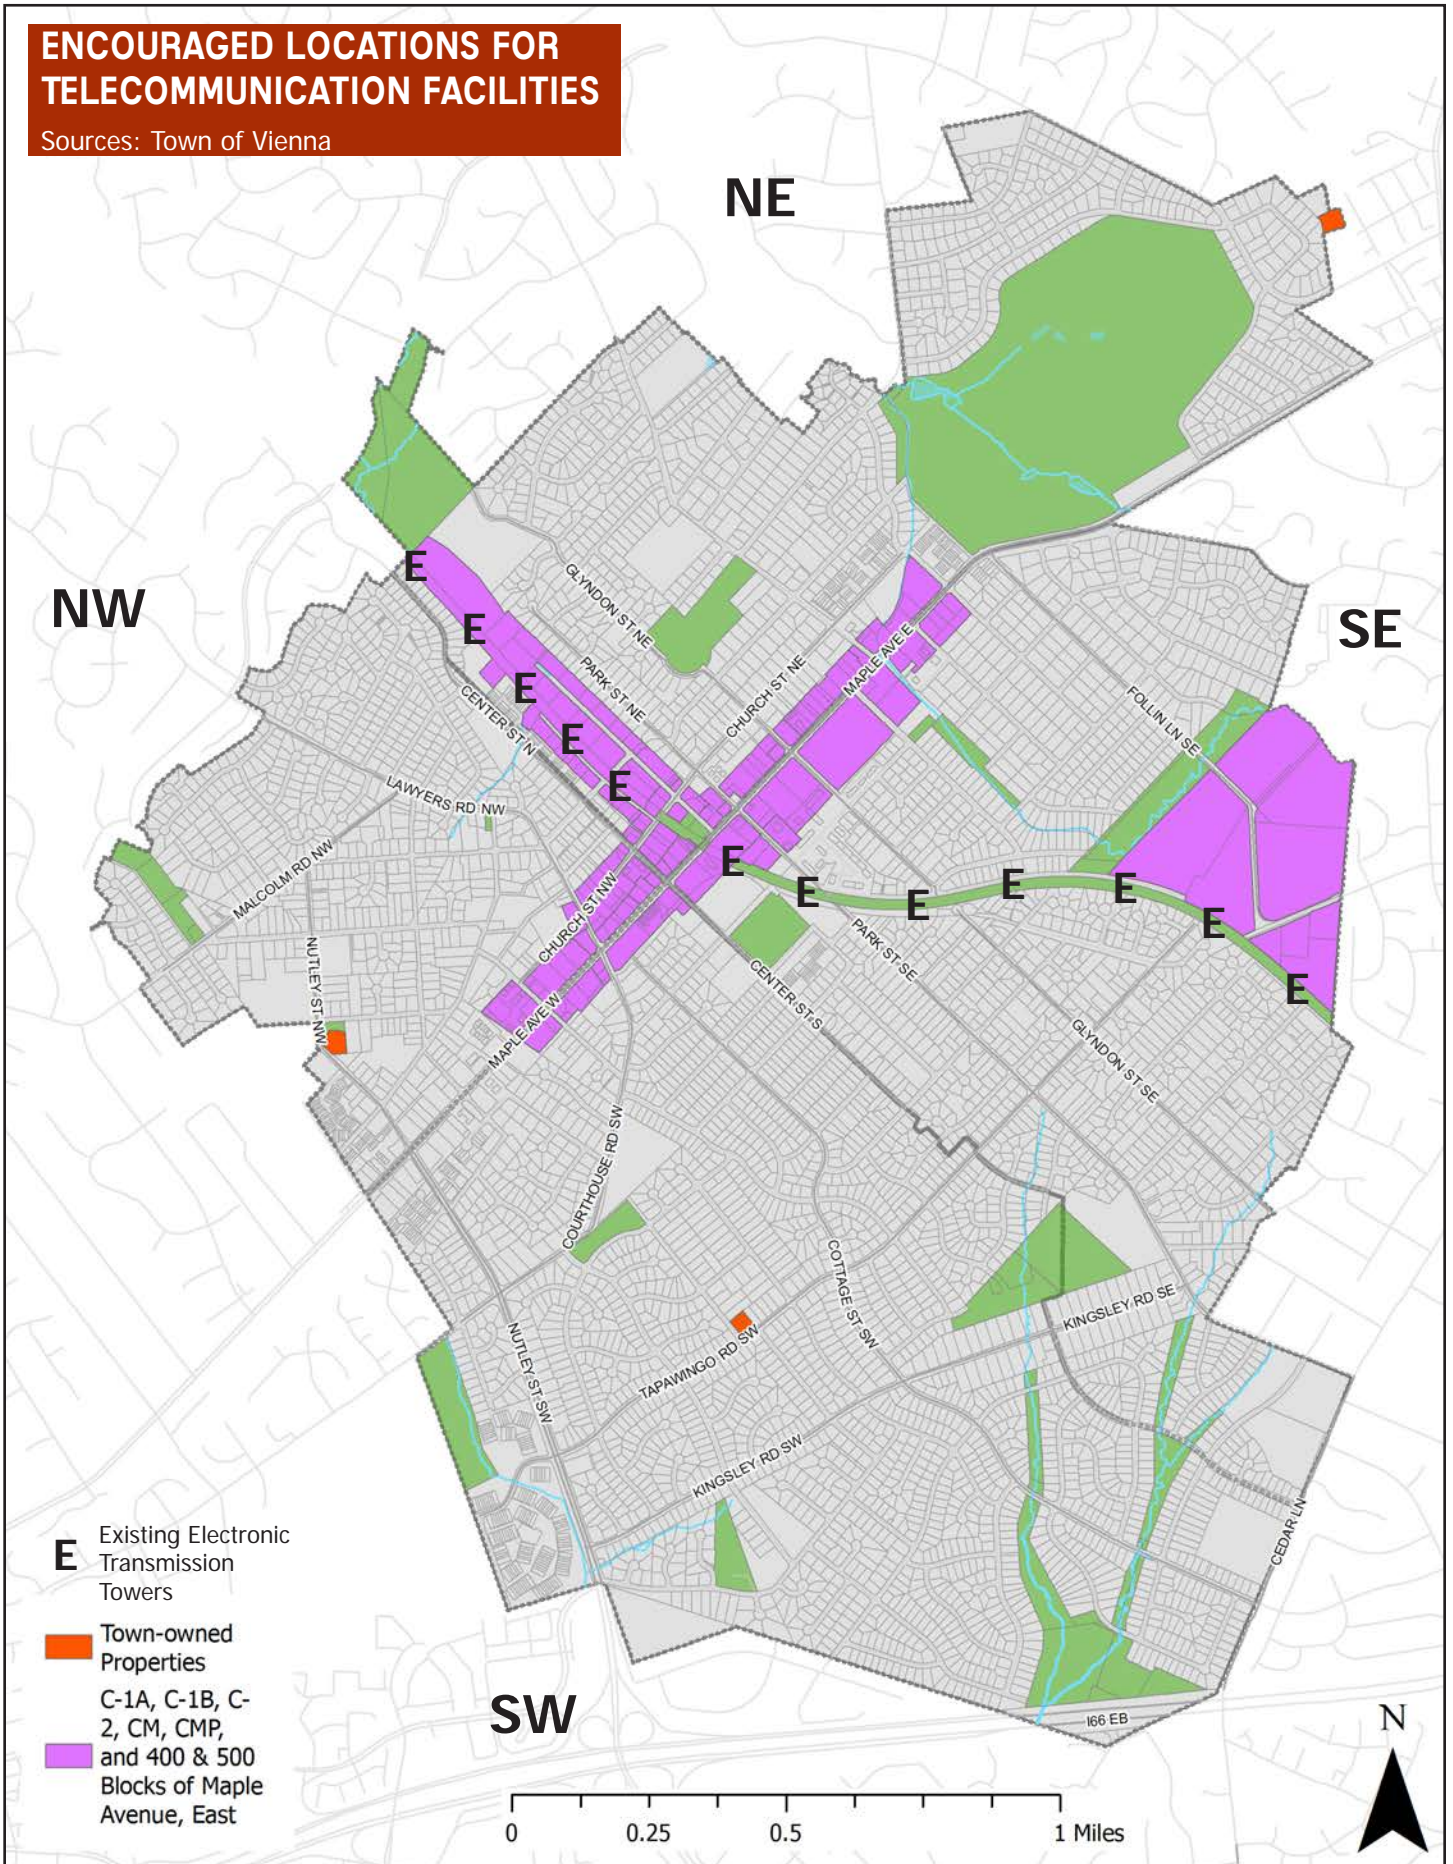 ENCOURAGED LOCATIONS FOR
TELECOMMUNICATION FACILITIES
Sources: Town of Vienna
NE
NW
SE
E
E
E
E
E
E
E
E
E
E
E
E
GLYNDON ST NE
PARK ST NE
CHURCH ST NE
MAPLE AVE E
CENTER ST N
FOLLIN LN SE
LAWYERS RD NW
MALCOLM RD NW
CHURCH ST NW
NUTLEY ST NW
MAPLE AVE W
PARK ST SE
CENTER ST S
GLYNDON ST SE
COURTHOUSE RD SW
COTTAGE ST SW
KINGSLEY RD SE
NUTLEY ST SW
TAPAWINGO RD SW
KINGSLEY RD SW
CEDAR LN
I66 EB
SW
E
Existing Electronic
Transmission
Towers
Town-owned
Properties
C-1A, C-1B, C-
2, CM, CMP,
and 400 & 500
Blocks of Maple
Avenue, East
0 0.25 0.5 1 Miles
N